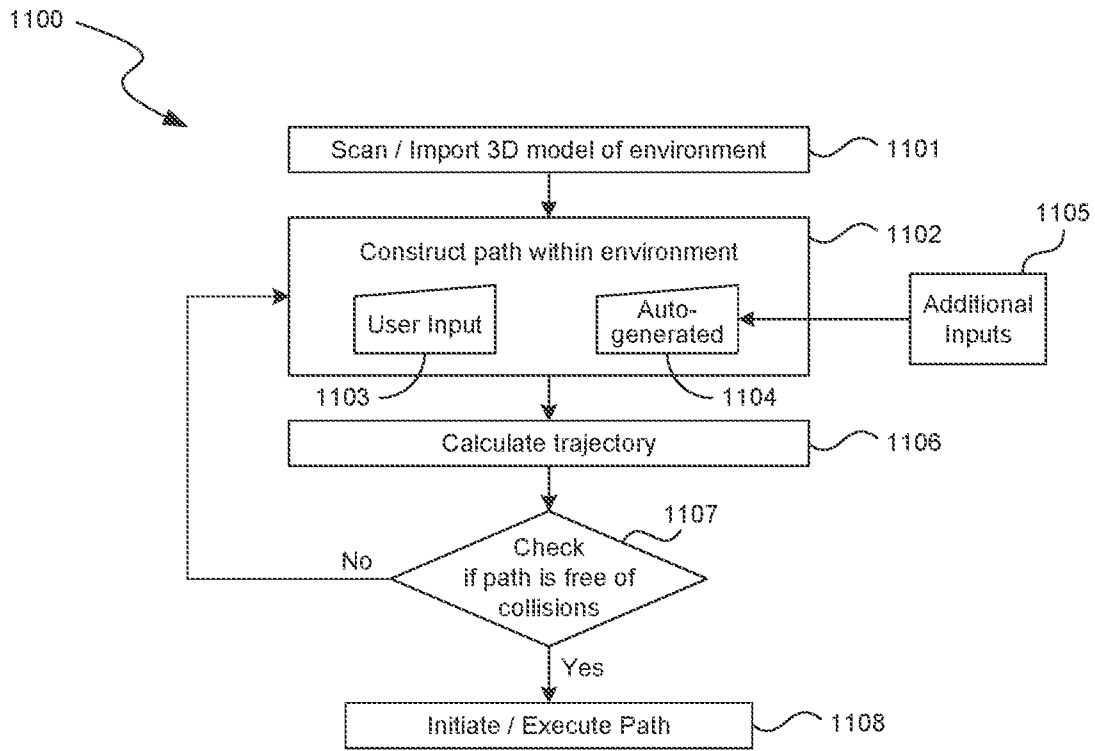 1100
Scan / Import 3D model of environment
1101
Construct path within environment
1102
1105
User Input
Auto-
generated
Additional
Inputs
1103
1104
Calculate trajectory
1106
1107
No
Check
if path is free of
collisions
Yes
Initiate / Execute Path
1108